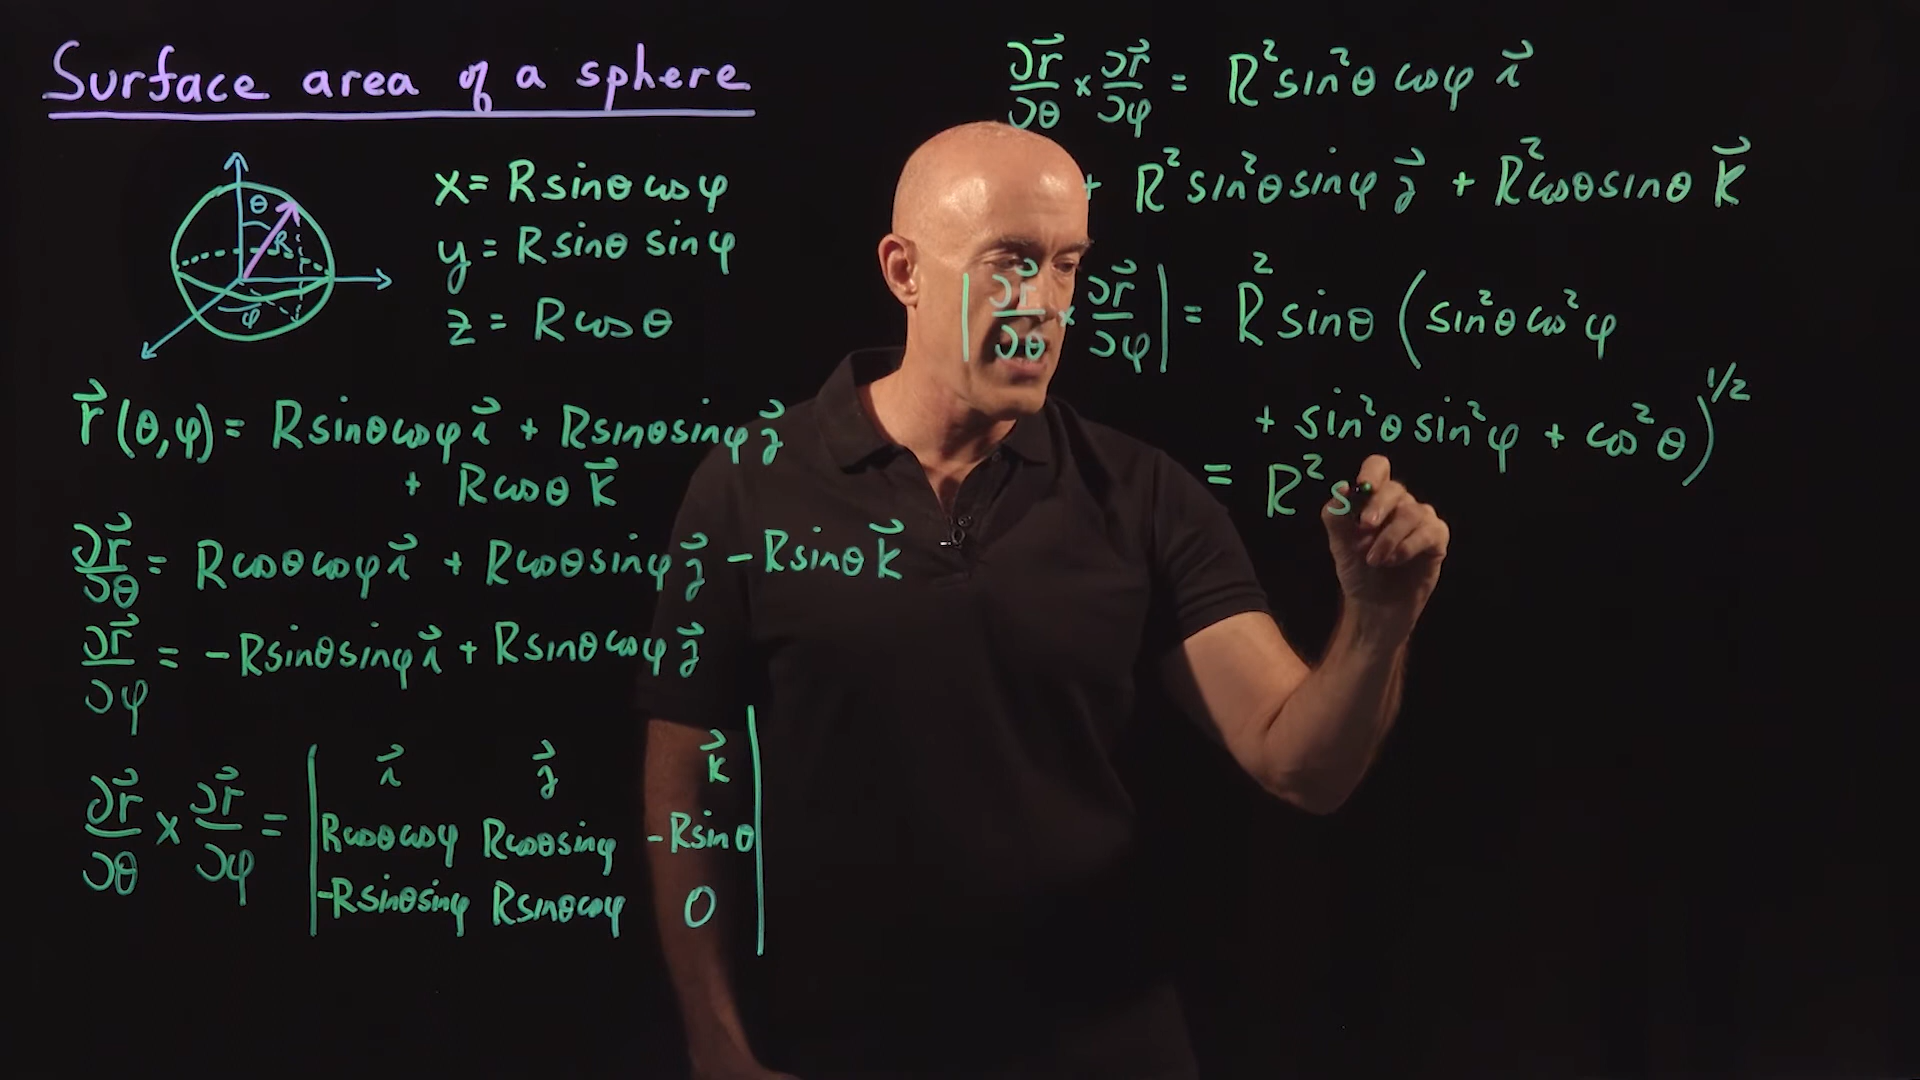 Surface area of a sphere
θ
R
φ
x = R sinθ cosφ
y = R sinθ sinφ
z = R cosθ
r⃗(θ,φ) = R sinθ cosφ i⃗ + R sinθ sinφ j⃗
+ R cosθ k⃗
∂r⃗/∂θ = R cosθ cosφ i⃗ + R cosθ sinφ j⃗ - R sinθ k⃗
∂r⃗/∂φ = -R sinθ sinφ i⃗ + R sinθ cosφ j⃗
∂r⃗/∂θ × ∂r⃗/∂φ = | i⃗ j⃗ k⃗ |
R cosθ cosφ R cosθ sinφ -R sinθ
-R sinθ sinφ R sinθ cosφ 0
∂r⃗/∂θ × ∂r⃗/∂φ = R² sin²θ cosφ i⃗
+ R² sin²θ sinφ j⃗ + R² cosθ sinθ k⃗
|∂r⃗/∂θ × ∂r⃗/∂φ| = R² sinθ (sin²θ cos²φ
+ sin²θ sin²φ + cos²θ)^1/2
= R² s